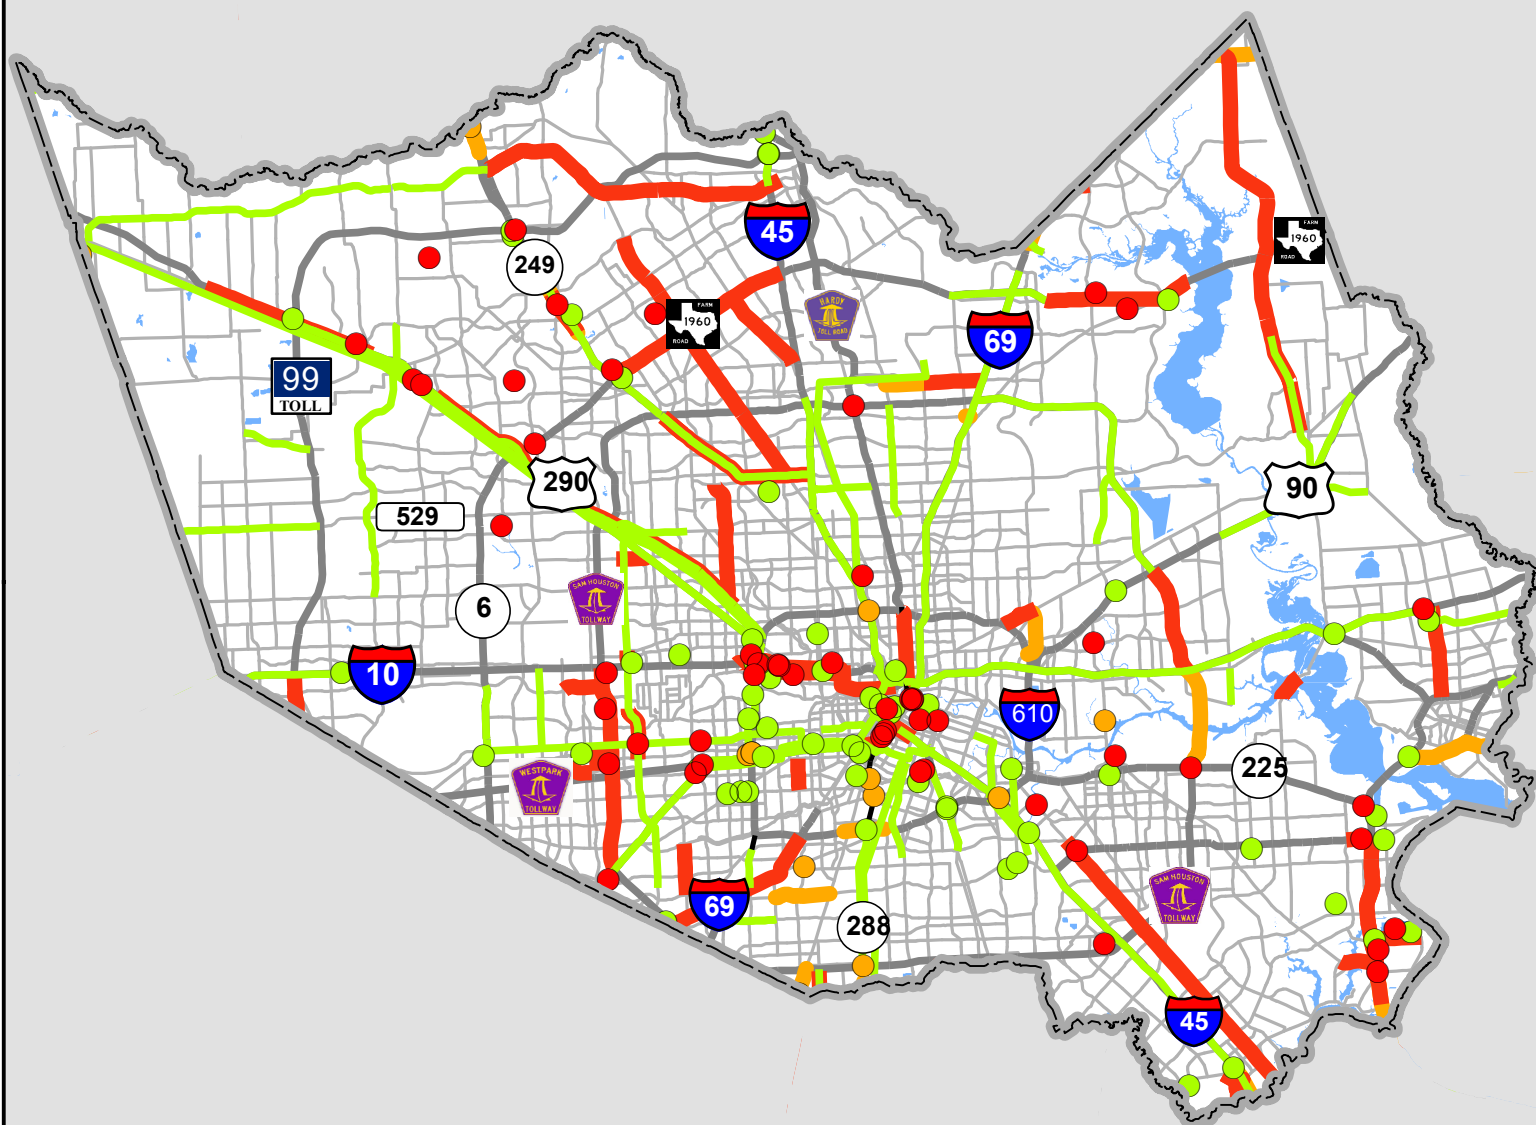 45
249
FARM
1960
ROAD
FARM
1960
ROAD
HARDY
TOLL ROAD
69
99
TOLL
290
90
529
SAM HOUSTON
TOLLWAY
6
10
610
WESTPARK
TOLLWAY
225
69
288
SAM HOUSTON
TOLLWAY
45